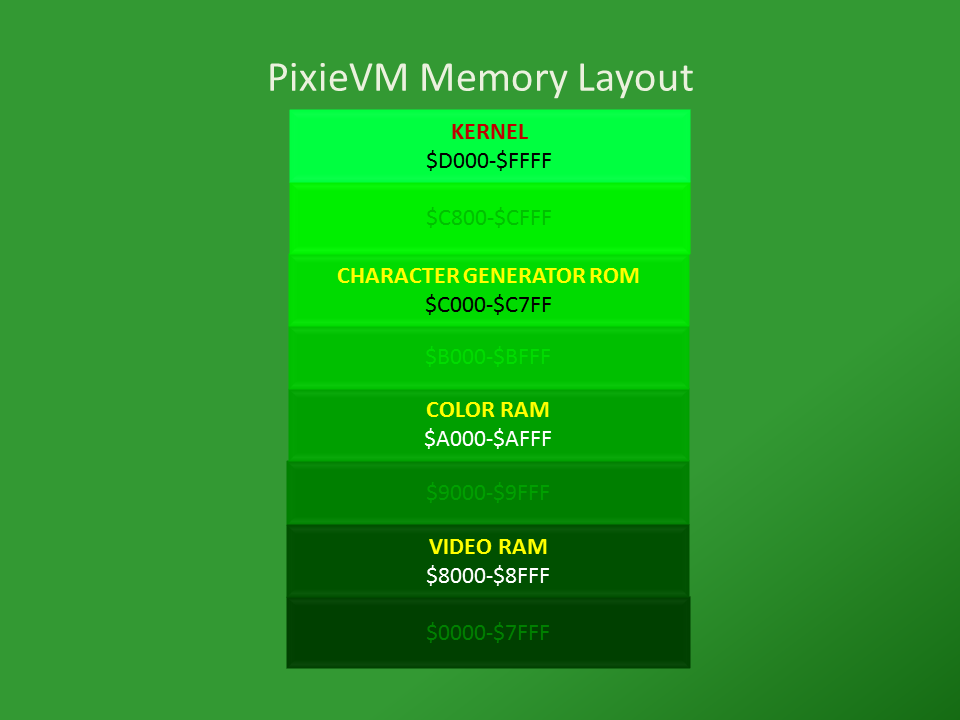 PixieVM Memory Layout
KERNEL
$D000-$FFFF
$C800-$CFFF
CHARACTER GENERATOR ROM
$C000-$C7FF
$B000-$BFFF
COLOR RAM
$A000-$AFFF
$9000-$9FFF
VIDEO RAM
$8000-$8FFF
$0000-$7FFF